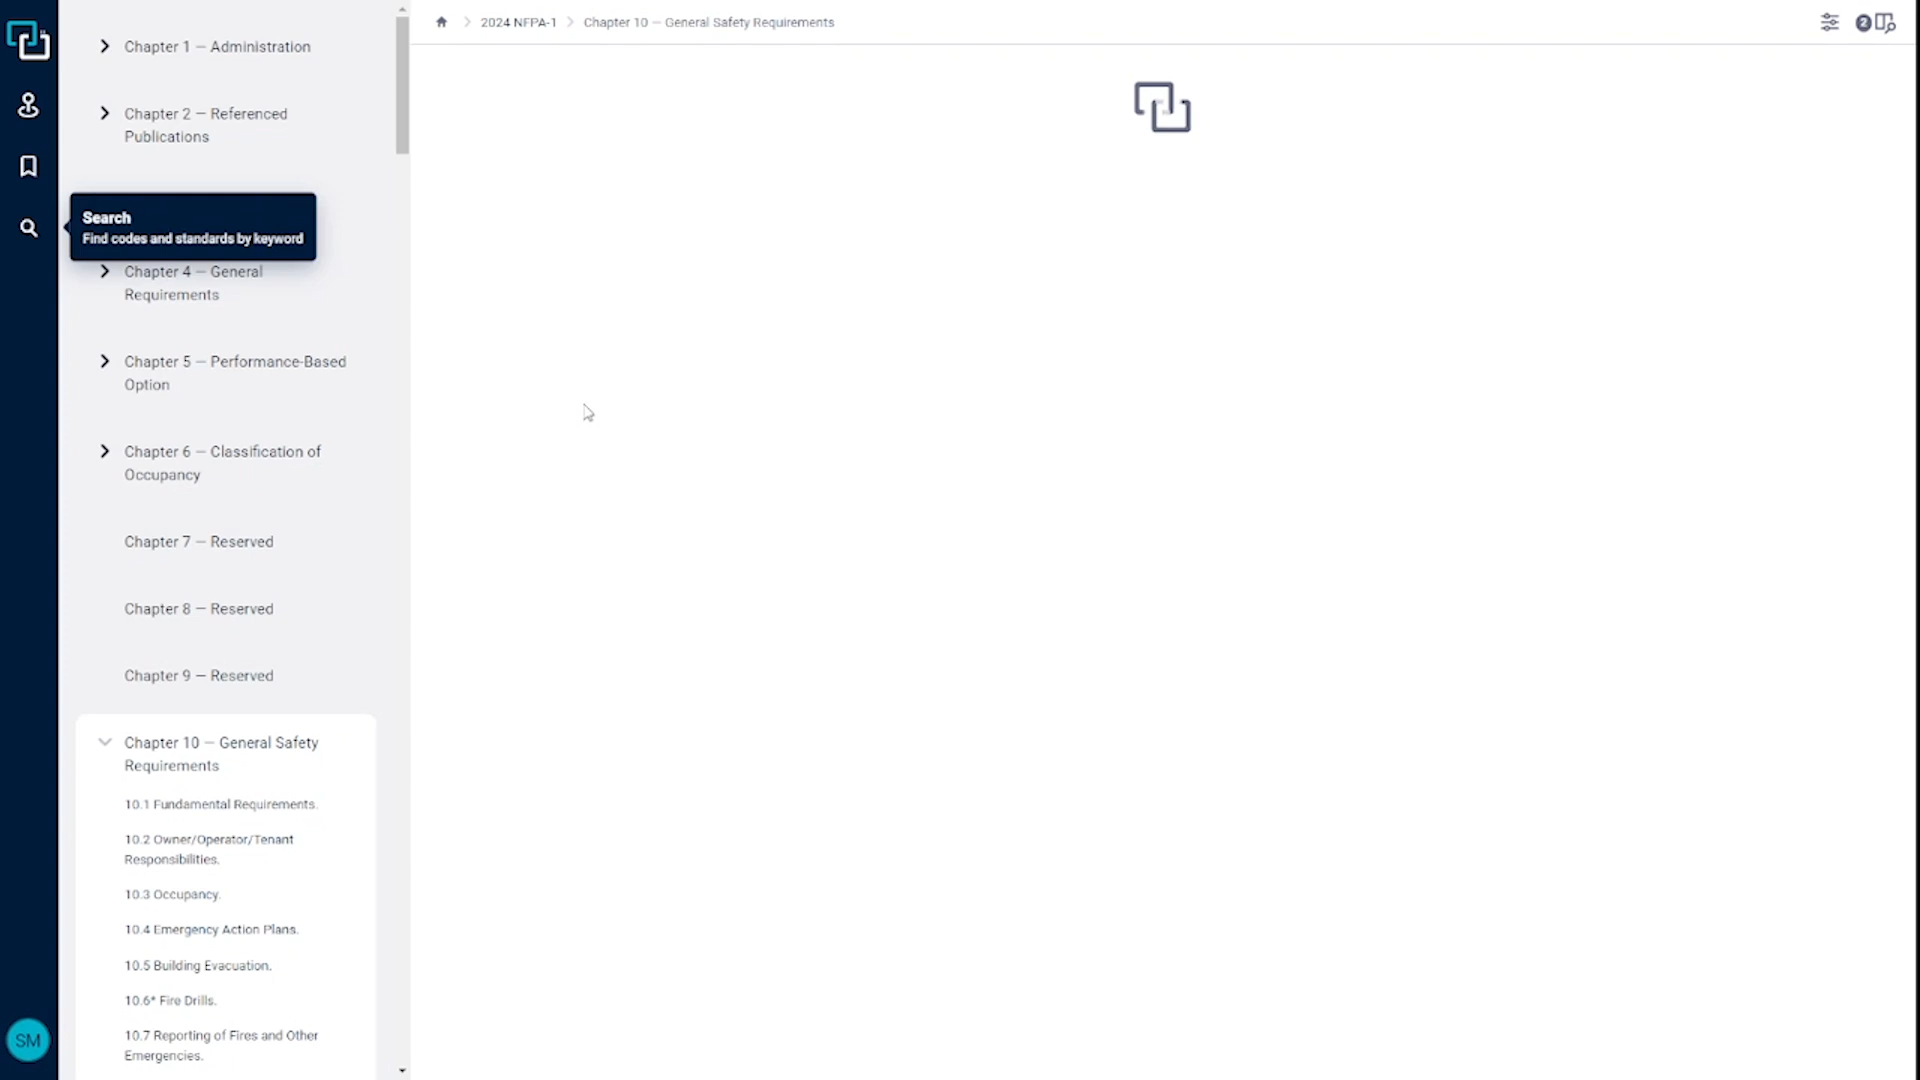 2024 NFPA-1
Chapter 10 — General Safety Requirements
2
Chapter 1 — Administration
Chapter 2 — Referenced
Publications
Search
Find codes and standards by keyword
Chapter 4 — General
Requirements
Chapter 5 — Performance-Based
Option
Chapter 6 — Classification of
Occupancy
Chapter 7 — Reserved
Chapter 8 — Reserved
Chapter 9 — Reserved
Chapter 10 — General Safety
Requirements
10.1 Fundamental Requirements.
10.2 Owner/Operator/Tenant
Responsibilities.
10.3 Occupancy.
10.4 Emergency Action Plans.
10.5 Building Evacuation.
10.6* Fire Drills.
10.7 Reporting of Fires and Other
Emergencies.
SM